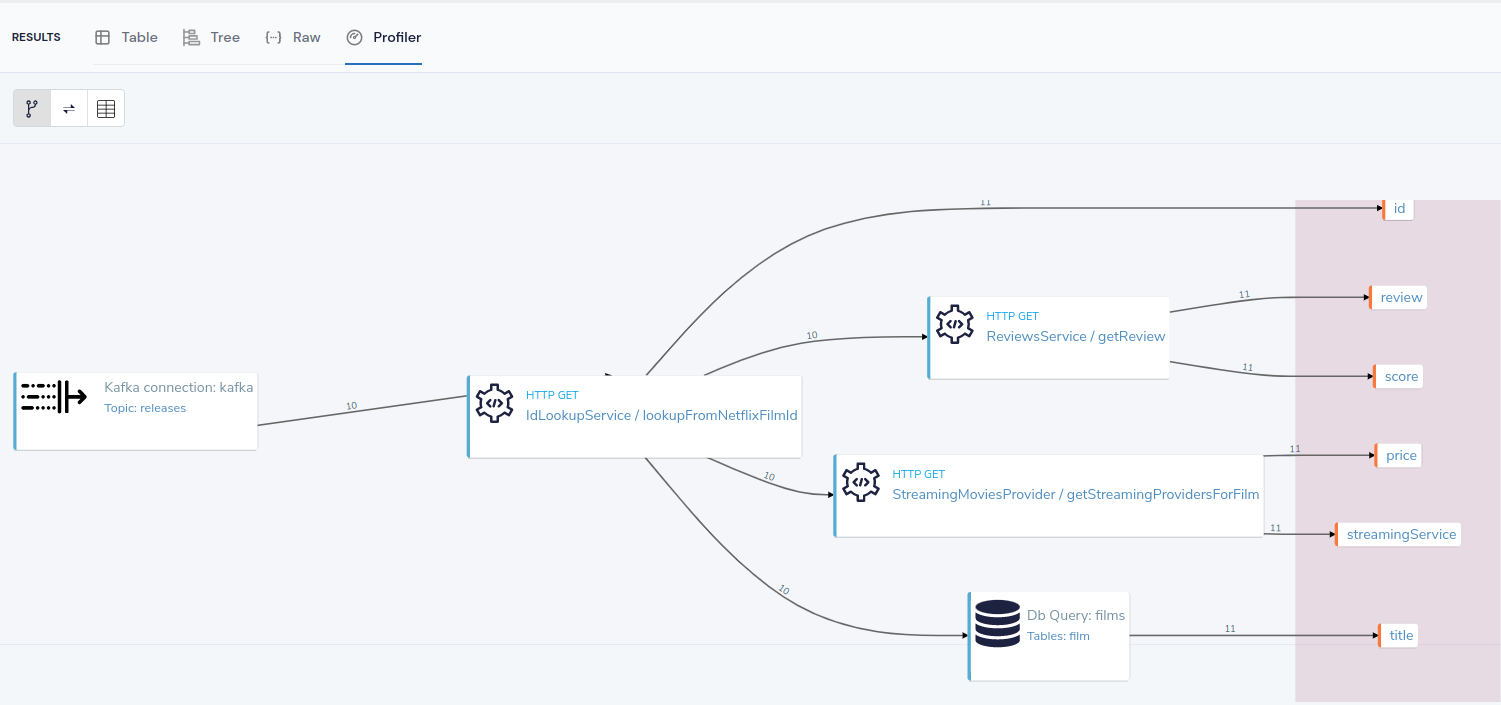 RESULTS Table Tree Raw Profiler
11
id
11
review
HTTP GET
ReviewsService / getReview
10
11
score
Kafka connection: kafka
Topic: releases
10
HTTP GET
IdLookupService / lookupFromNetflixFilmId
11
price
10
HTTP GET
StreamingMoviesProvider / getStreamingProvidersForFilm
11
streamingService
10
Db Query: films
Tables: film
11
title